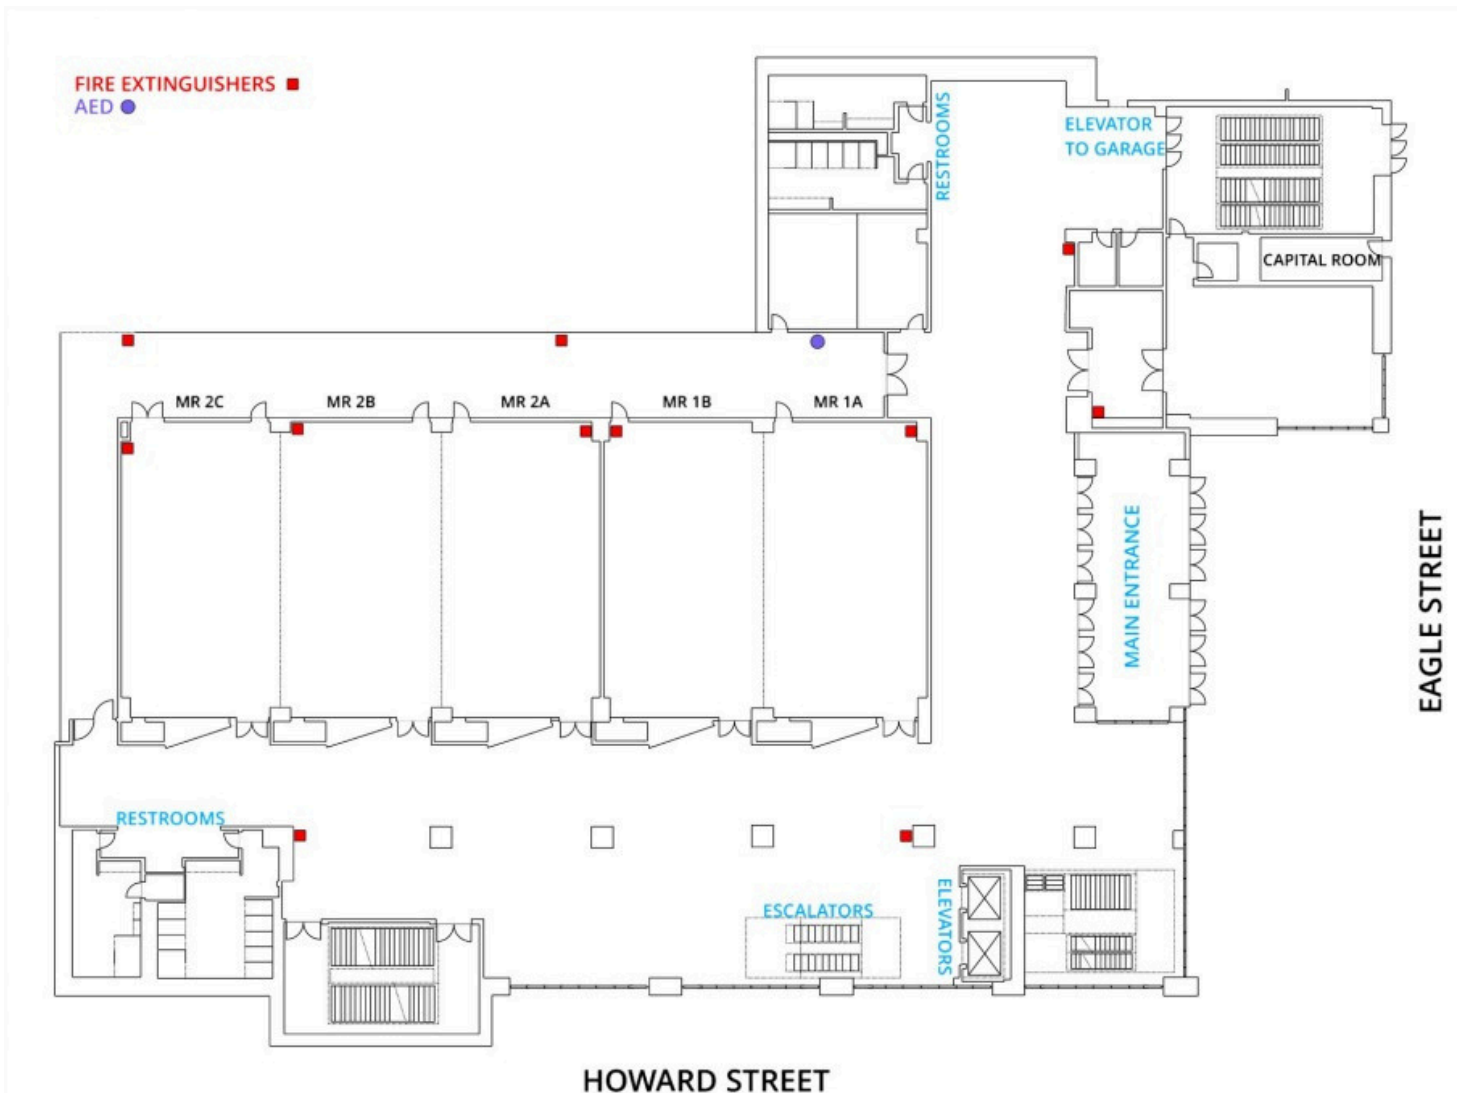 FIRE EXTINGUISHERS
AED
RESTROOMS
ELEVATOR
TO GARAGE
CAPITAL ROOM
MR 2C
MR 2B
MR 2A
MR 1B
MR 1A
MAIN ENTRANCE
EAGLE STREET
RESTROOMS
ESCALATORS
ELEVATORS
HOWARD STREET